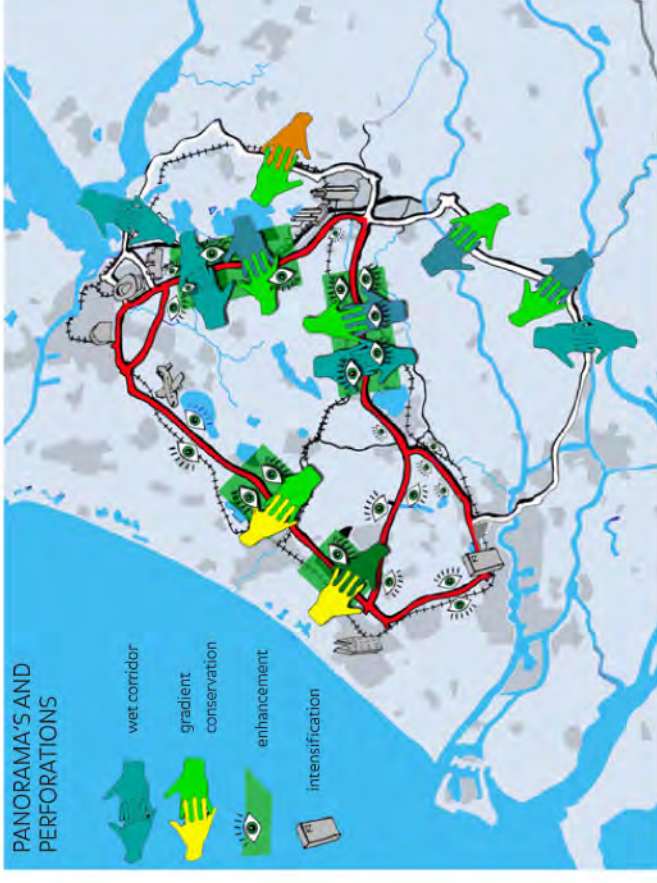 PANORAMA'S AND
PERFORATIONS
wet corridor
gradient
conservation
enhancement
intensification